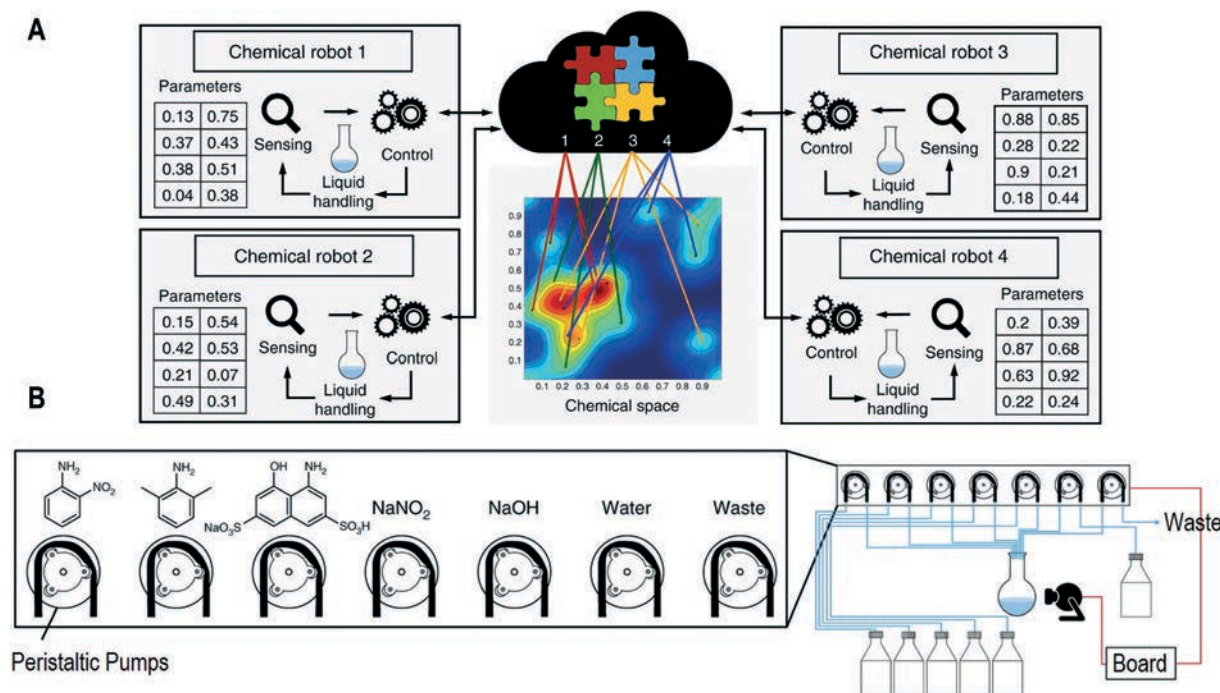 A
Chemical robot 1
Parameters
0.13 0.75
0.37 0.43
0.38 0.51
0.04 0.38
Sensing
Control
Liquid
handling
Chemical robot 2
Parameters
0.15 0.54
0.42 0.53
0.21 0.07
0.49 0.31
Sensing
Control
Liquid
handling
1 2 3 4
0.9
0.8
0.7
0.6
0.5
0.4
0.3
0.2
0.1
0.1 0.2 0.3 0.4 0.5 0.6 0.7 0.8 0.9
Chemical space
Chemical robot 3
Parameters
0.88 0.85
0.28 0.22
0.9 0.21
0.18 0.44
Control
Sensing
Liquid
handling
Chemical robot 4
Parameters
0.2 0.39
0.87 0.68
0.63 0.92
0.22 0.24
Control
Sensing
Liquid
handling
B
NH₂
NO₂
NH₂
OH NH₂
NaO₃S
SO₃H
NaNO₂
NaOH
Water
Waste
Peristaltic Pumps
Waste
Board